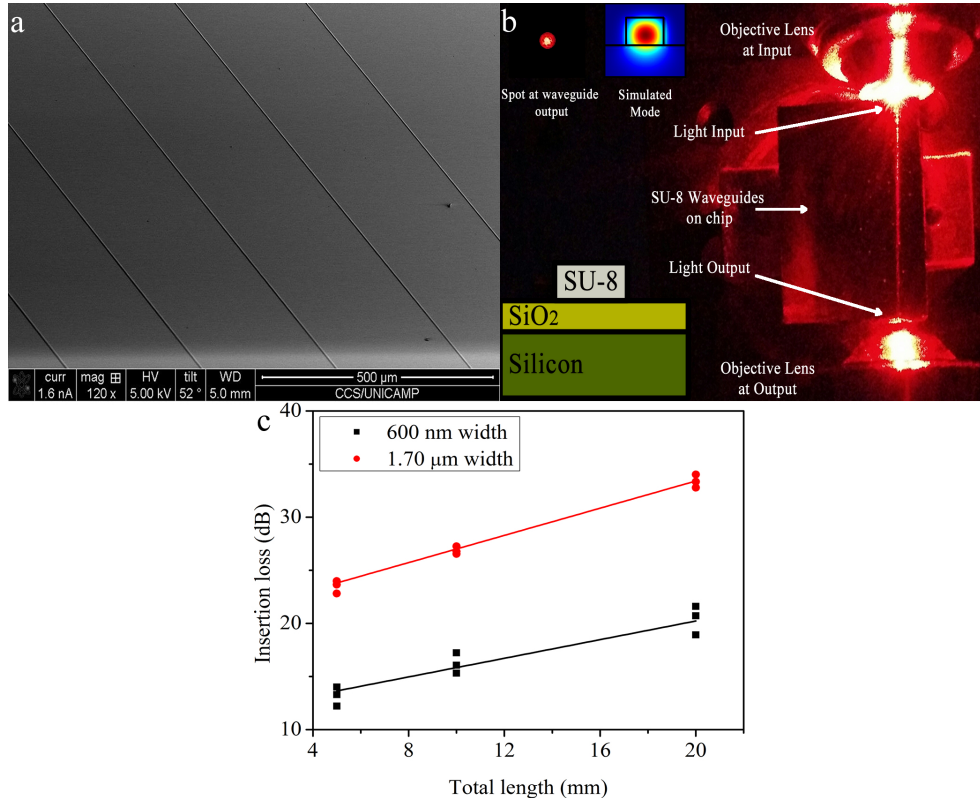 a
curr
mag
HV
tilt
WD
500 µm
1.6 nA
120 x
5.00 kV
52 °
5.0 mm
CCS/UNICAMP
b
Spot at waveguide
output
Simulated
Mode
Objective Lens
at Input
Light Input
SU-8 Waveguides
on chip
Light Output
Objective Lens
at Output
SU-8
SiO₂
Silicon
c
600 nm width
1.70 µm width
Insertion loss (dB)
40
30
20
10
4
8
12
16
20
Total length (mm)